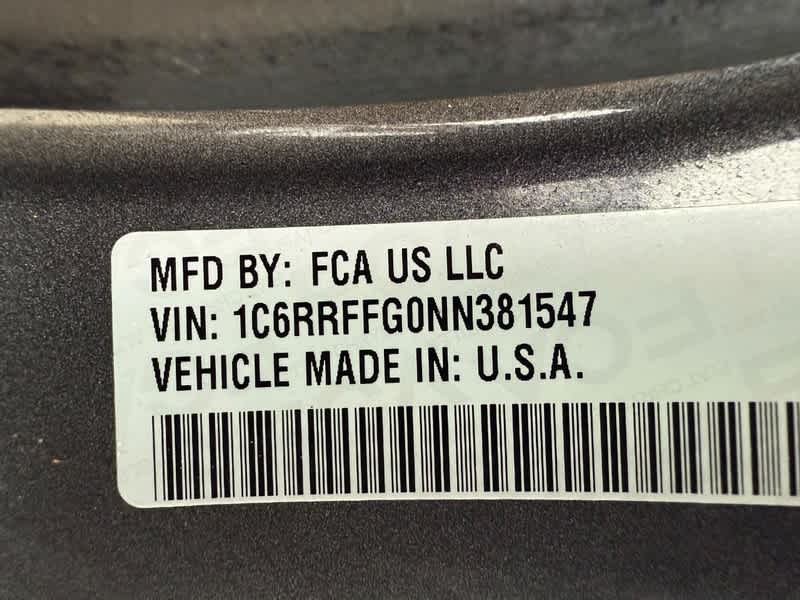 MFD BY: FCA US LLC
VIN: 1C6RRFFG0NN381547
VEHICLE MADE IN: U.S.A.